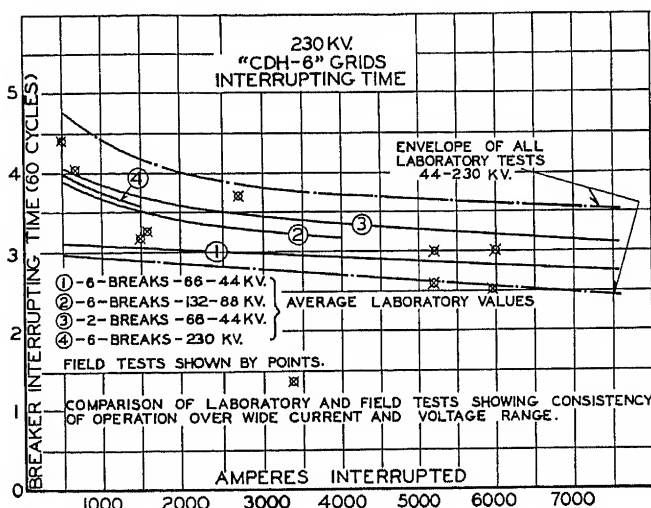 230 KV.
"CDH-6" GRIDS
INTERRUPTING TIME
BREAKER INTERRUPTING TIME (60 CYCLES)
5
4
3
2
1
0
ENVELOPE OF ALL
LABORATORY TESTS
44-230 KV.
④
③
②
①
①-6-BREAKS-66-44 KV.
②-6-BREAKS-132-88 KV.
③-2-BREAKS-66-44 KV.
④-6-BREAKS-230 KV.
AVERAGE LABORATORY VALUES
FIELD TESTS SHOWN BY POINTS.
COMPARISON OF LABORATORY AND FIELD TESTS SHOWING CONSISTENCY
OF OPERATION OVER WIDE CURRENT AND VOLTAGE RANGE.
AMPERES INTERRUPTED
1000 2000 3000 4000 5000 6000 7000